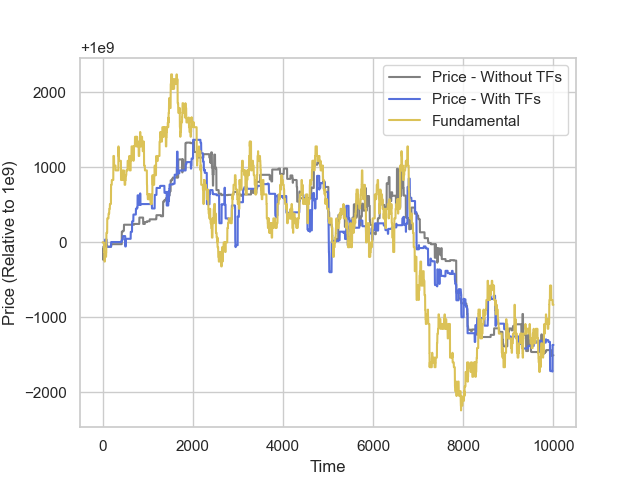 +1e9
Price - Without TFs
Price - With TFs
Fundamental
2000
1000
0
−1000
−2000
Price (Relative to 1e9)
0
2000
4000
6000
8000
10000
Time